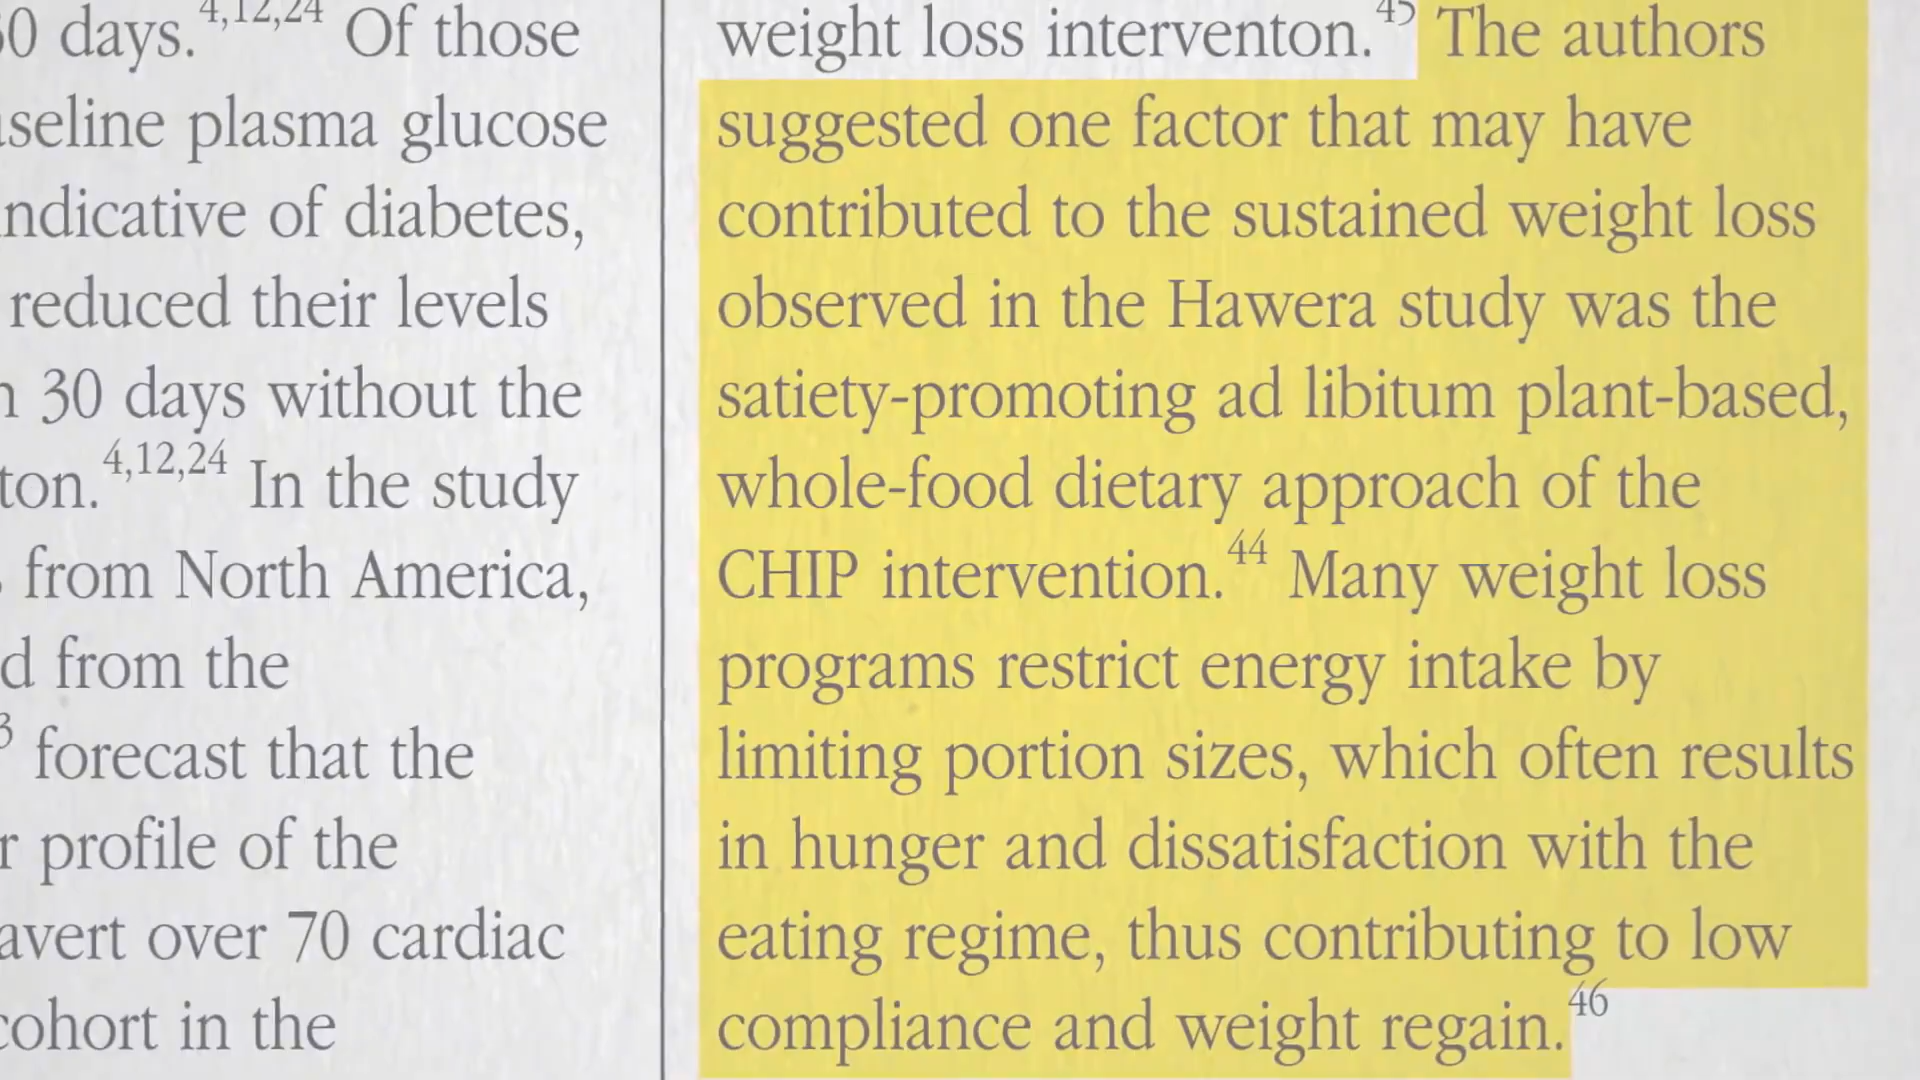 days.4,12,24 Of those
plasma glucose
of diabetes,
reduced their levels
30 days without the
4,12,24 In the study
from North America,
from the
forecast that the
profile of the
avert over 70 cardiac
cohort in the
weight loss interventon.45 The authors
suggested one factor that may have
contributed to the sustained weight loss
observed in the Hawera study was the
satiety-promoting ad libitum plant-based,
whole-food dietary approach of the
CHIP intervention.44 Many weight loss
programs restrict energy intake by
limiting portion sizes, which often results
in hunger and dissatisfaction with the
eating regime, thus contributing to low
compliance and weight regain.46